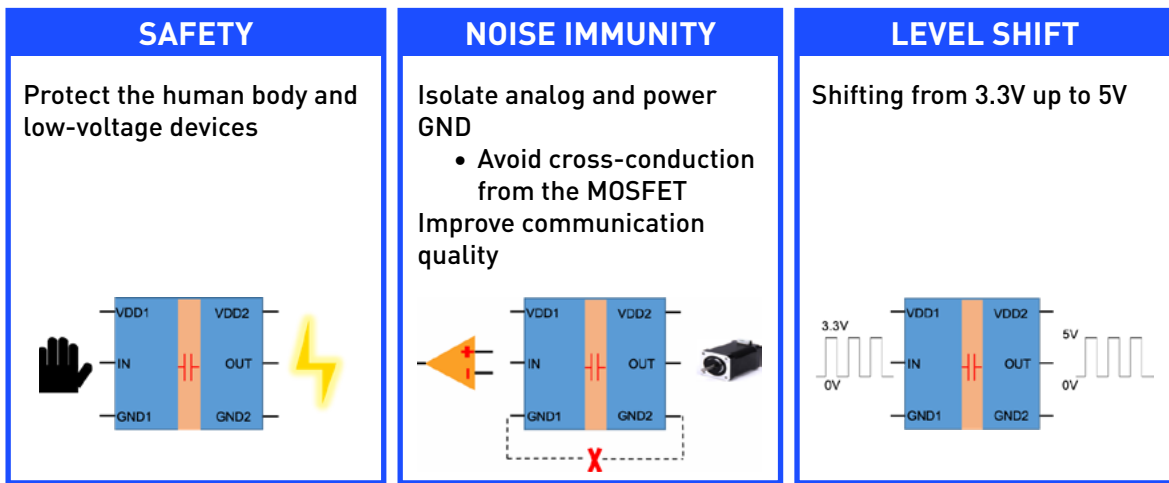 SAFETY
Protect the human body and
low-voltage devices
VDD1
VDD2
IN
OUT
GND1
GND2
NOISE IMMUNITY
Isolate analog and power
GND
• Avoid cross-conduction
from the MOSFET
Improve communication
quality
VDD1
VDD2
+
-
IN
OUT
GND1
GND2
X
LEVEL SHIFT
Shifting from 3.3V up to 5V
VDD1
VDD2
3.3V
5V
IN
OUT
0V
0V
GND1
GND2